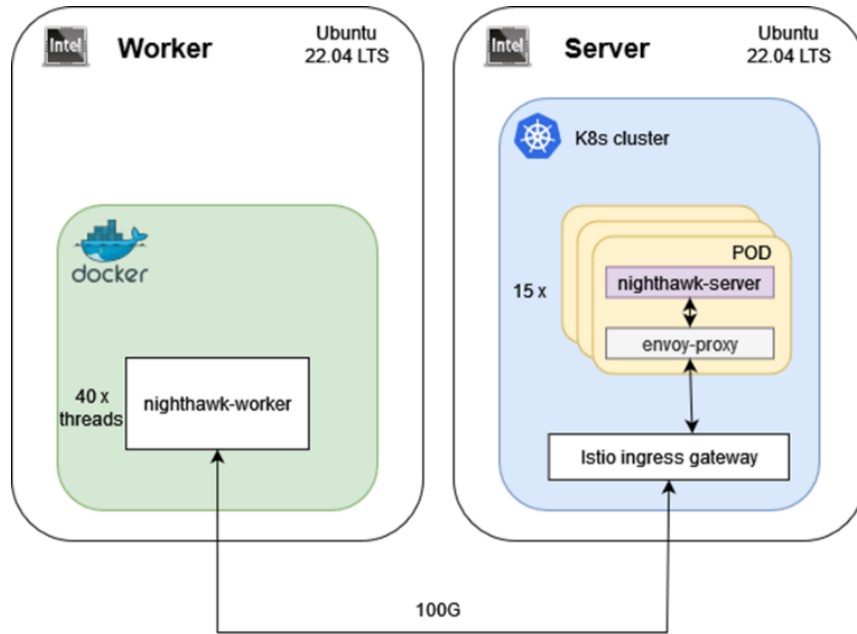 intel
Worker
Ubuntu
22.04 LTS
docker
40 x
threads
nighthawk-worker
intel
Server
Ubuntu
22.04 LTS
K8s cluster
15 x
POD
nighthawk-server
envoy-proxy
Istio ingress gateway
100G